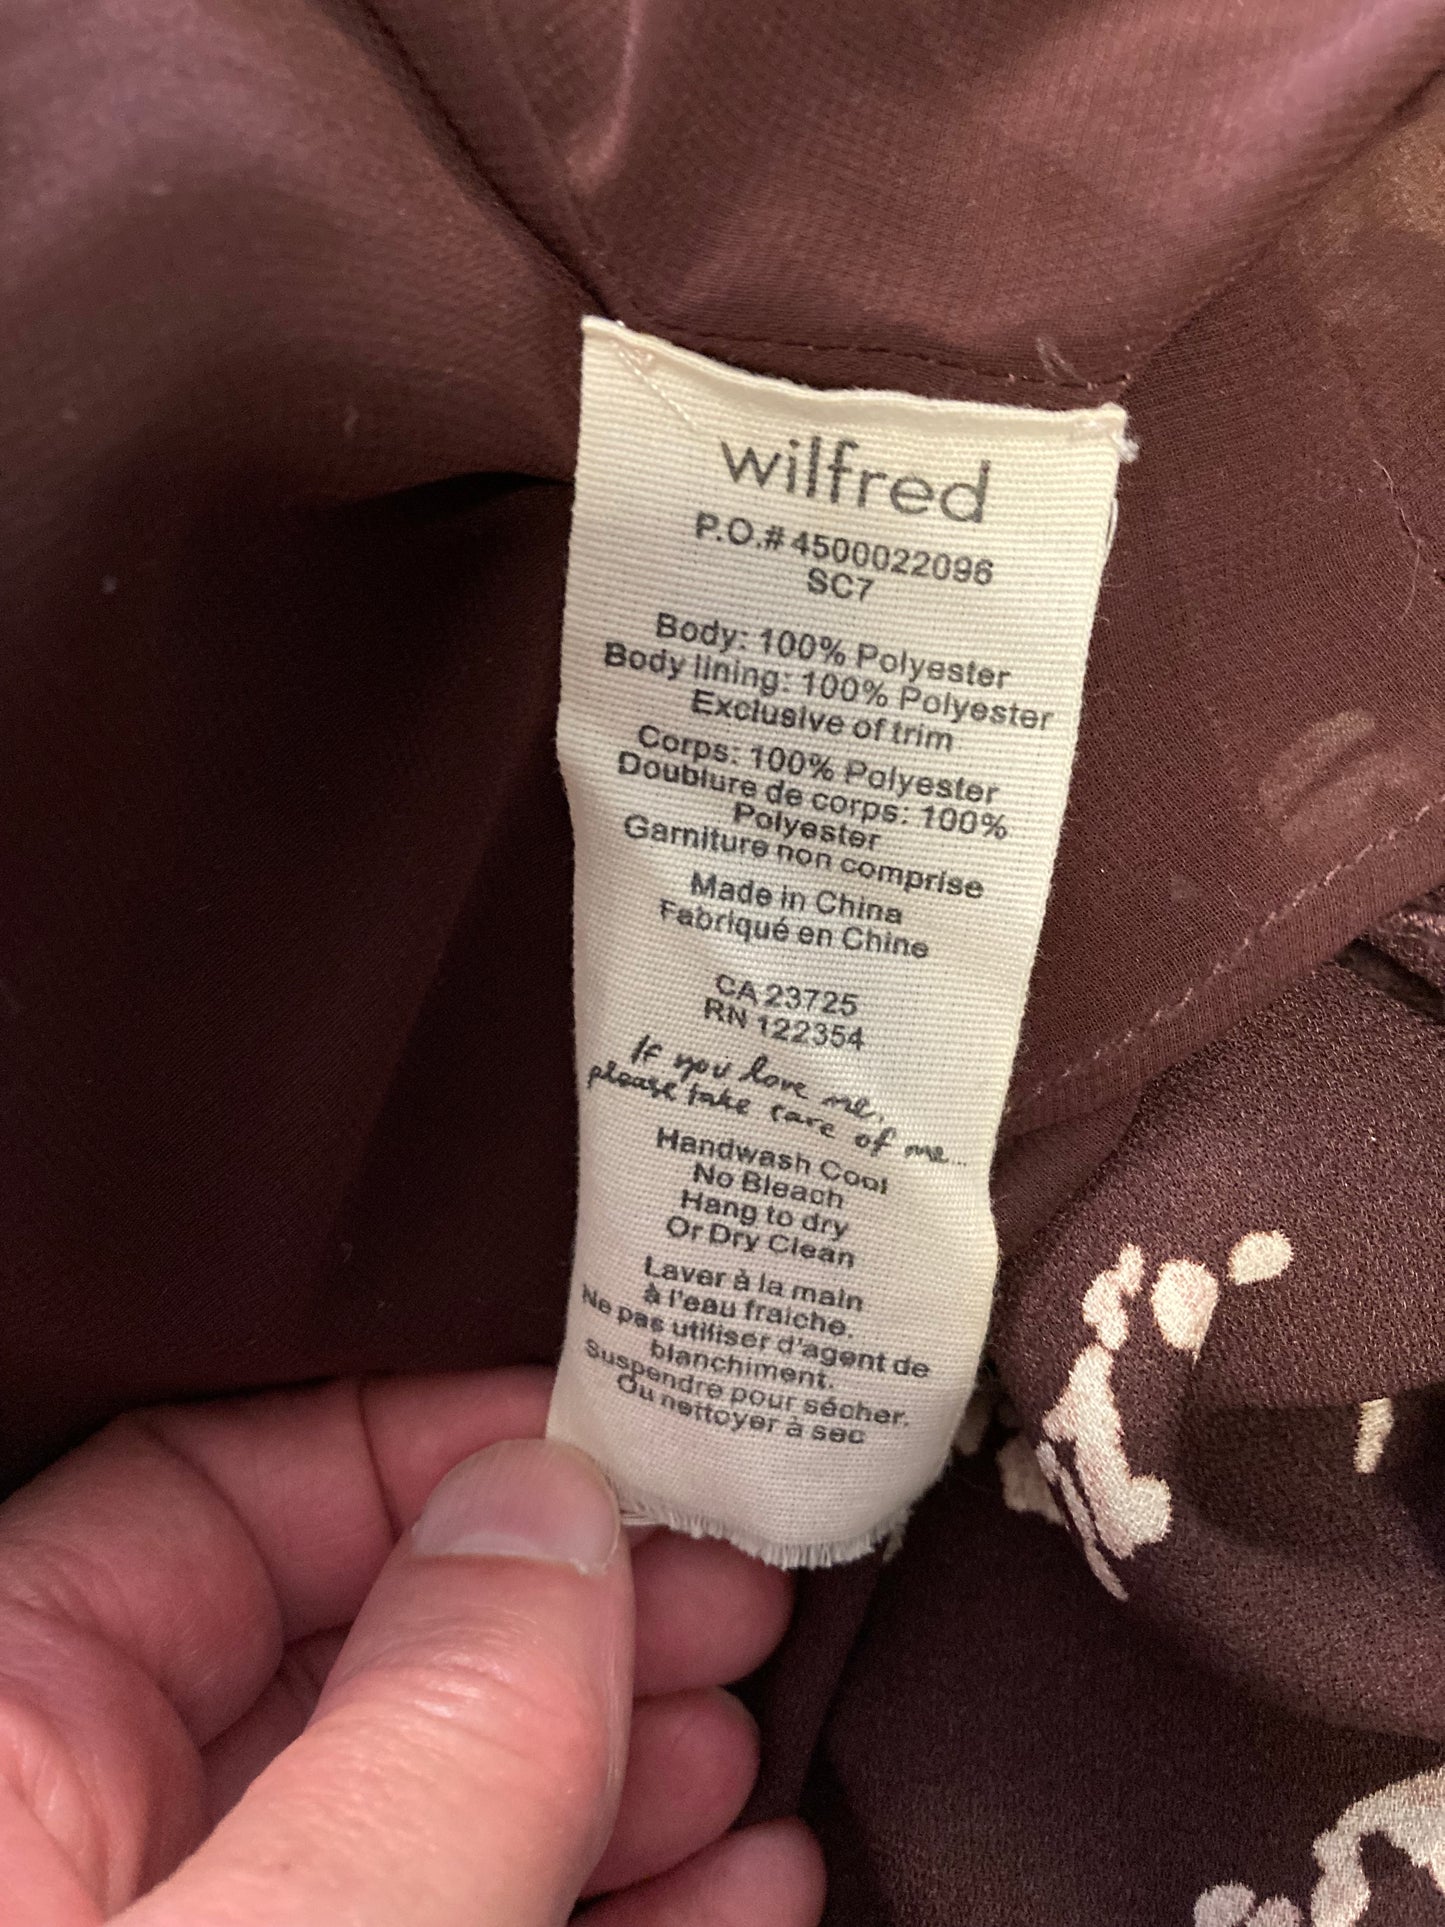 wilfred
P.O.# 4500022096
SC7
Body: 100% Polyester
Body lining: 100% Polyester
Exclusive of trim
Corps: 100% Polyester
Doublure de corps: 100%
Polyester
Garniture non comprise
Made in China
Fabriqué en Chine
CA 23725
RN 122354
If you love me,
please take care of me...
Handwash Cool
No Bleach
Hang to dry
Or Dry Clean
Laver à la main
à l'eau fraiche.
Ne pas utiliser d'agent de
blanchiment.
Suspendre pour sécher.
Ou nettoyer à sec